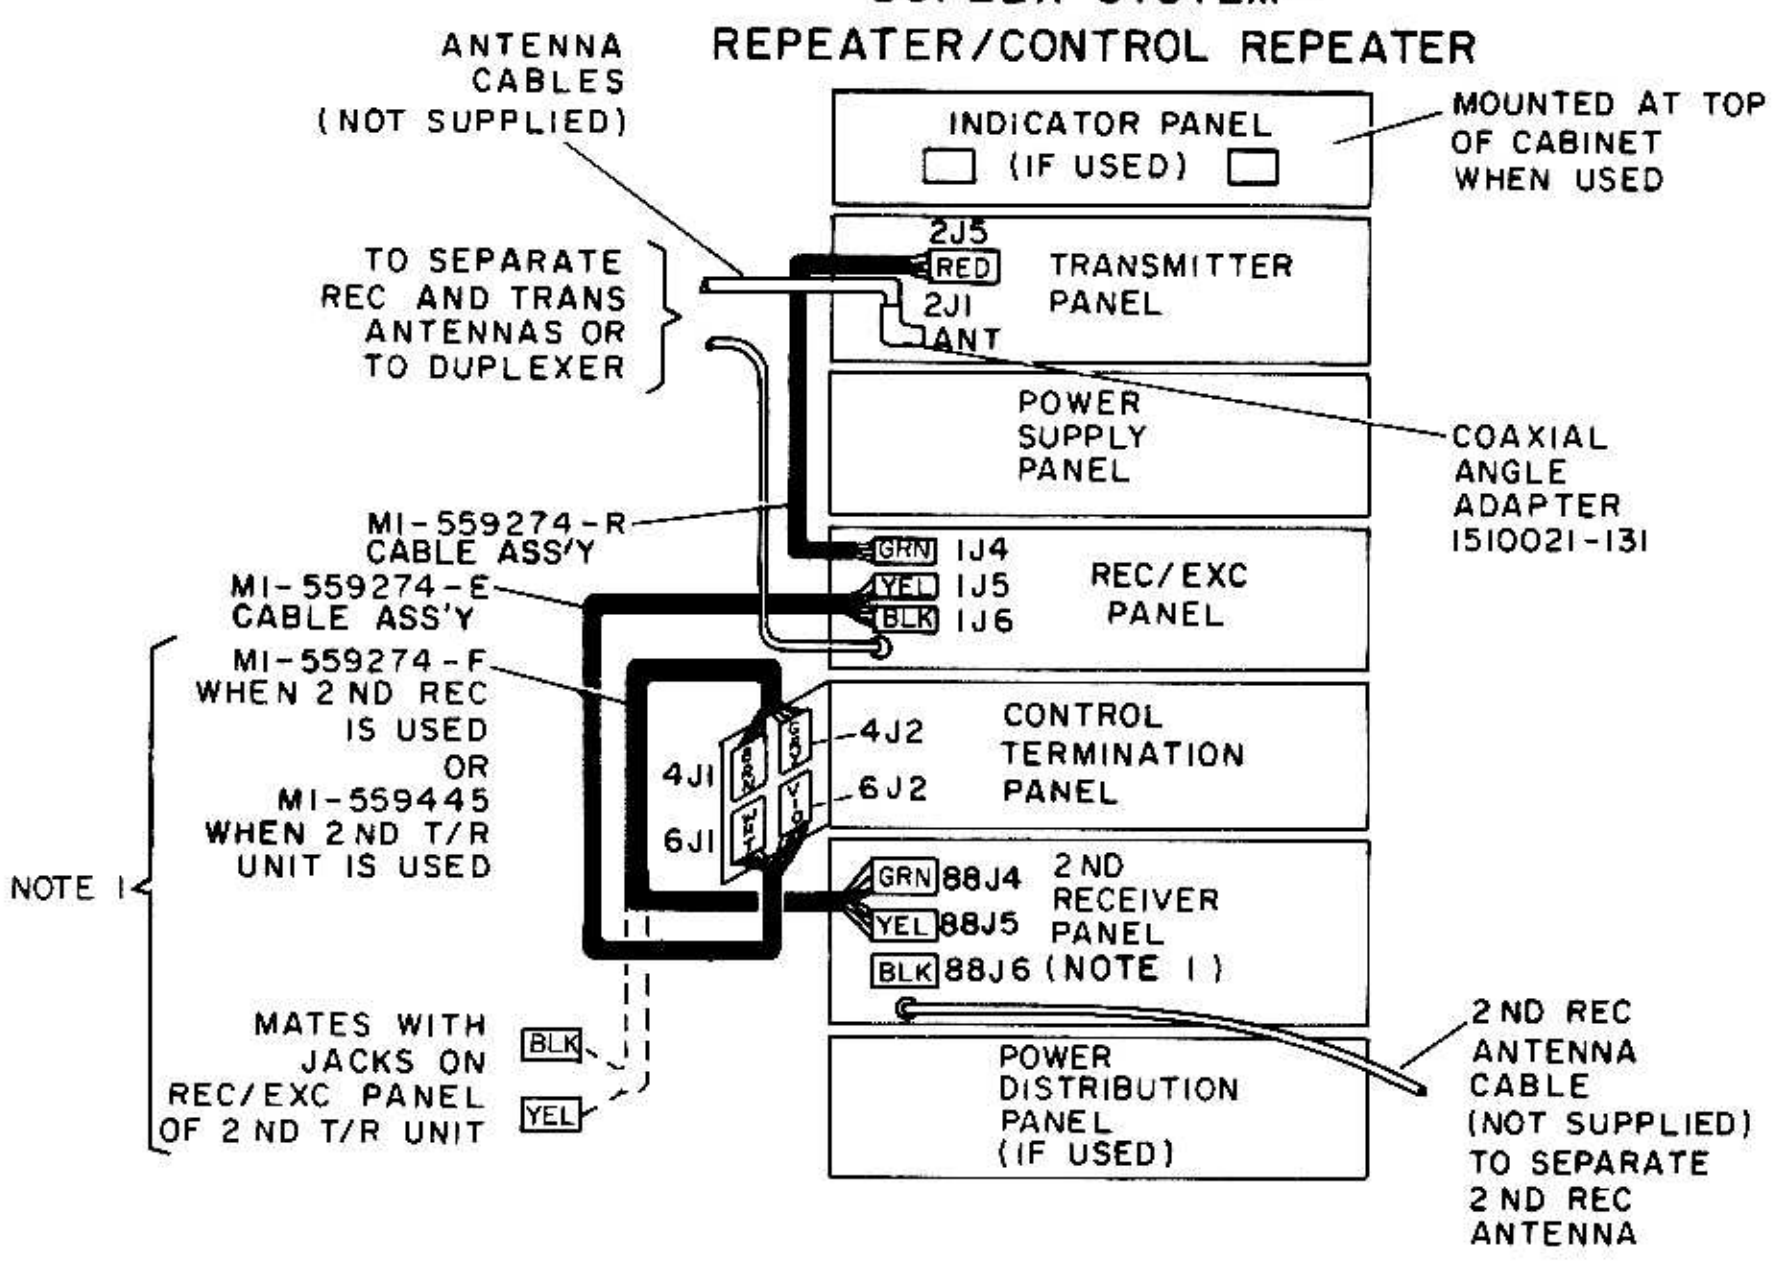 REPEATER/CONTROL REPEATER
ANTENNA
CABLES
(NOT SUPPLIED)
INDICATOR PANEL
(IF USED)
MOUNTED AT TOP
OF CABINET
WHEN USED
TO SEPARATE
REC AND TRANS
ANTENNAS OR
TO DUPLEXER
2J5
RED
2J1
ANT
TRANSMITTER
PANEL
POWER
SUPPLY
PANEL
COAXIAL
ANGLE
ADAPTER
1510021-131
MI-559274-R
CABLE ASS'Y
MI-559274-E
CABLE ASS'Y
GRN 1J4
YEL 1J5
BLK 1J6
REC/EXC
PANEL
NOTE 1
MI-559274-F
WHEN 2ND REC
IS USED
OR
MI-559445
WHEN 2ND T/R
UNIT IS USED
4J1
4J2
6J1
6J2
VIO
CONTROL
TERMINATION
PANEL
GRN 88J4
YEL 88J5
BLK 88J6
2ND
RECEIVER
PANEL
(NOTE 1)
MATES WITH
JACKS ON
REC/EXC PANEL
OF 2ND T/R UNIT
BLK
YEL
POWER
DISTRIBUTION
PANEL
(IF USED)
2ND REC
ANTENNA
CABLE
(NOT SUPPLIED)
TO SEPARATE
2ND REC
ANTENNA